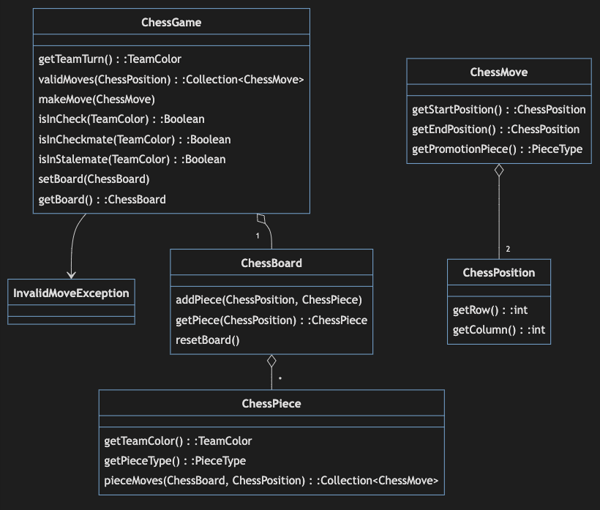 ChessGame
getTeamTurn() : :TeamColor
validMoves(ChessPosition) : :Collection<ChessMove>
makeMove(ChessMove)
isInCheck(TeamColor) : :Boolean
isInCheckmate(TeamColor) : :Boolean
isInStalemate(TeamColor) : :Boolean
setBoard(ChessBoard)
getBoard() : :ChessBoard
ChessMove
getStartPosition() : :ChessPosition
getEndPosition() : :ChessPosition
getPromotionPiece() : :PieceType
1
2
InvalidMoveException
ChessBoard
addPiece(ChessPosition, ChessPiece)
getPiece(ChessPosition) : :ChessPiece
resetBoard()
ChessPosition
getRow() : :int
getColumn() : :int
*
ChessPiece
getTeamColor() : :TeamColor
getPieceType() : :PieceType
pieceMoves(ChessBoard, ChessPosition) : :Collection<ChessMove>